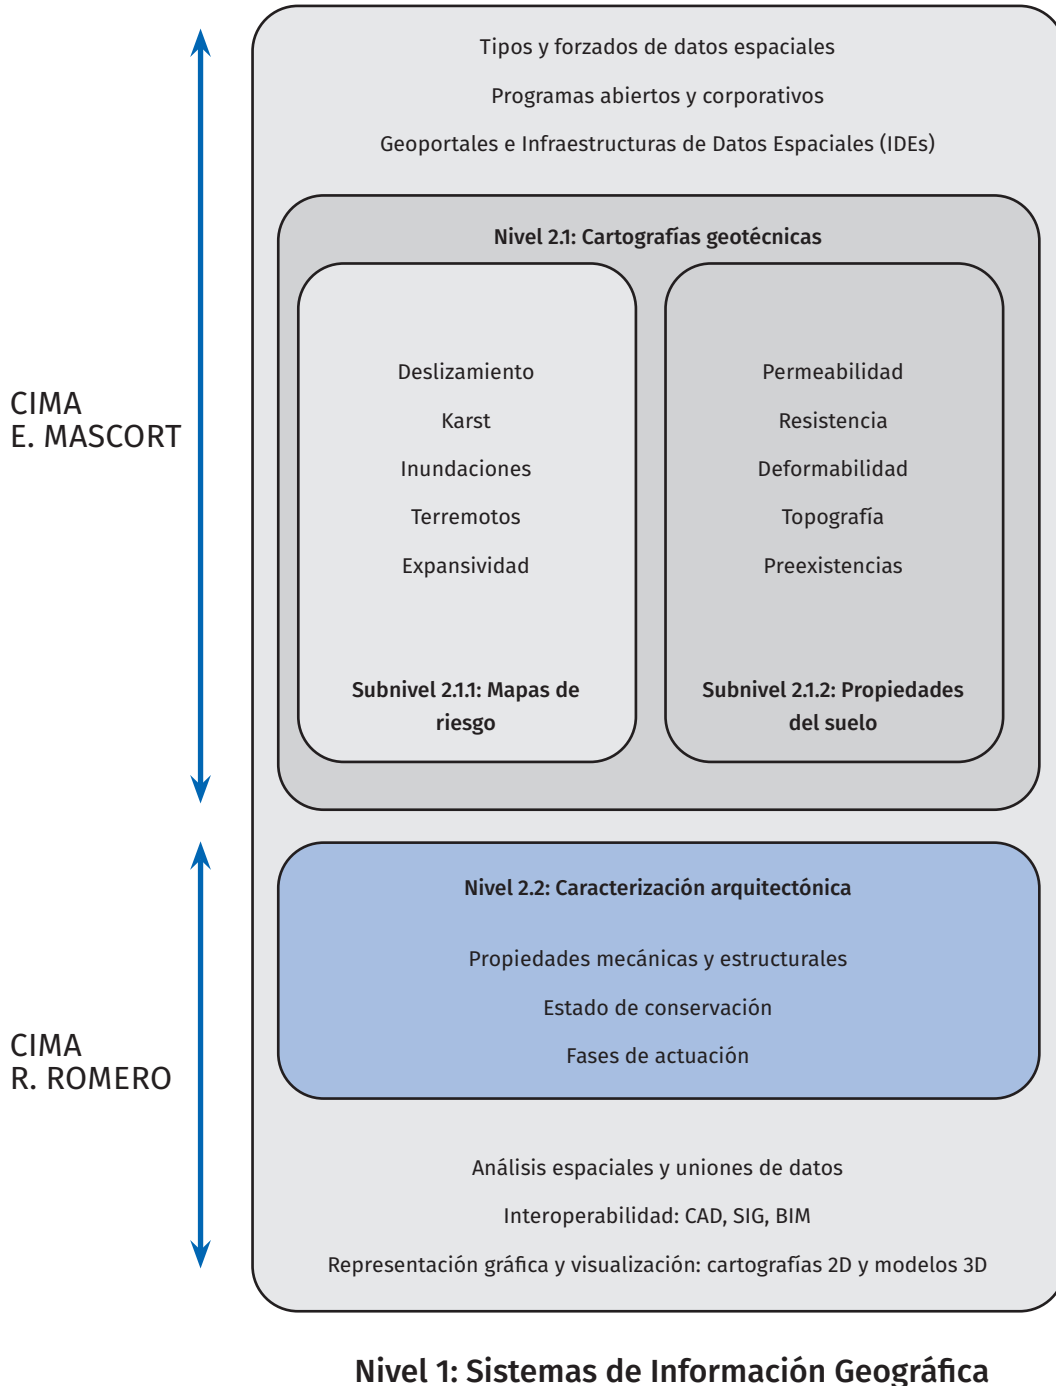 Tipos y forzados de datos espaciales
Programas abiertos y corporativos
Geoportales e Infraestructuras de Datos Espaciales (IDEs)
Nivel 2.1: Cartografías geotécnicas
CIMA
E. MASCORT
Deslizamiento
Karst
Inundaciones
Terremotos
Expansividad
Subnivel 2.1.1: Mapas de
riesgo
Permeabilidad
Resistencia
Deformabilidad
Topografía
Preexistencias
Subnivel 2.1.2: Propiedades
del suelo
CIMA
R. ROMERO
Nivel 2.2: Caracterización arquitectónica
Propiedades mecánicas y estructurales
Estado de conservación
Fases de actuación
Análisis espaciales y uniones de datos
Interoperabilidad: CAD, SIG, BIM
Representación gráfica y visualización: cartografías 2D y modelos 3D
Nivel 1: Sistemas de Información Geográfica